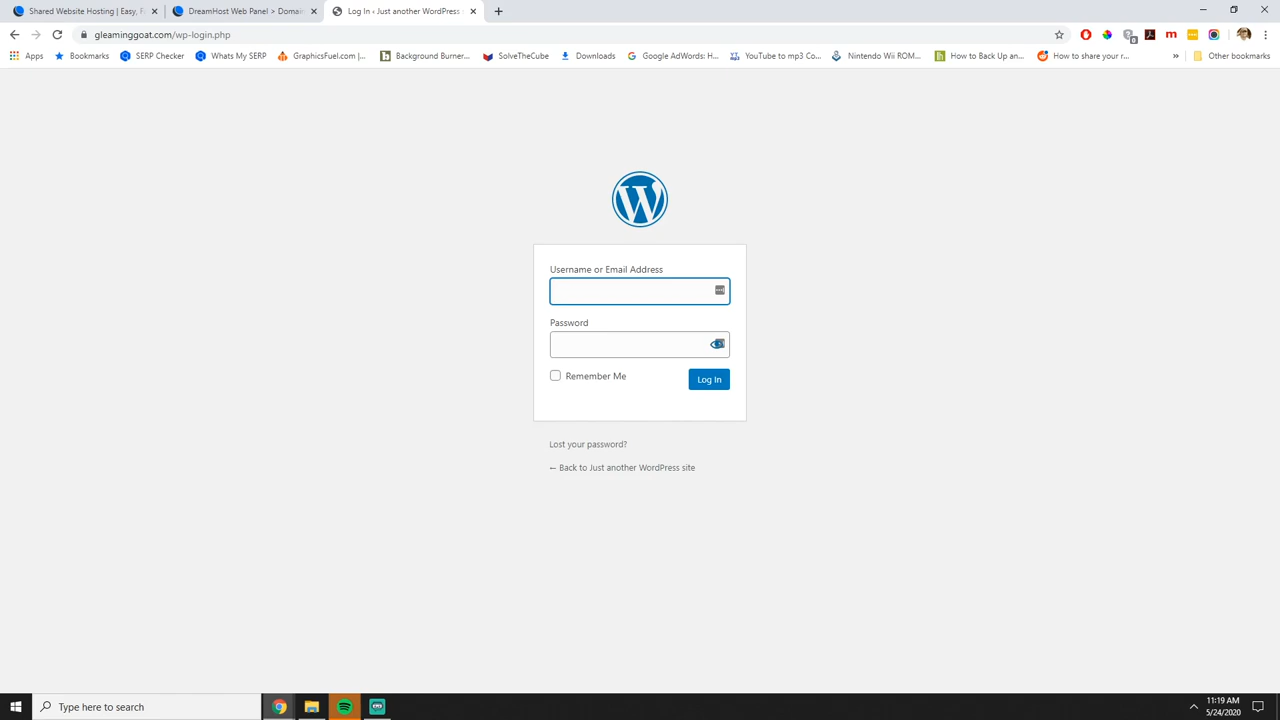 Shared Website Hosting | Easy, F
DreamHost Web Panel > Domain
Log In ‹ Just another WordPress
gleaminggoat.com/wp-login.php
Apps
Bookmarks
SERP Checker
Whats My SERP
GraphicsFuel.com |...
Background Burner...
SolveTheCube
Downloads
Google AdWords: H...
YouTube to mp3 Co...
Nintendo Wii ROM...
How to Back Up an...
How to share your r...
»
Other bookmarks
Username or Email Address
Password
Remember Me
Log In
Lost your password?
← Back to Just another WordPress site
Type here to search
11:19 AM
5/24/2020